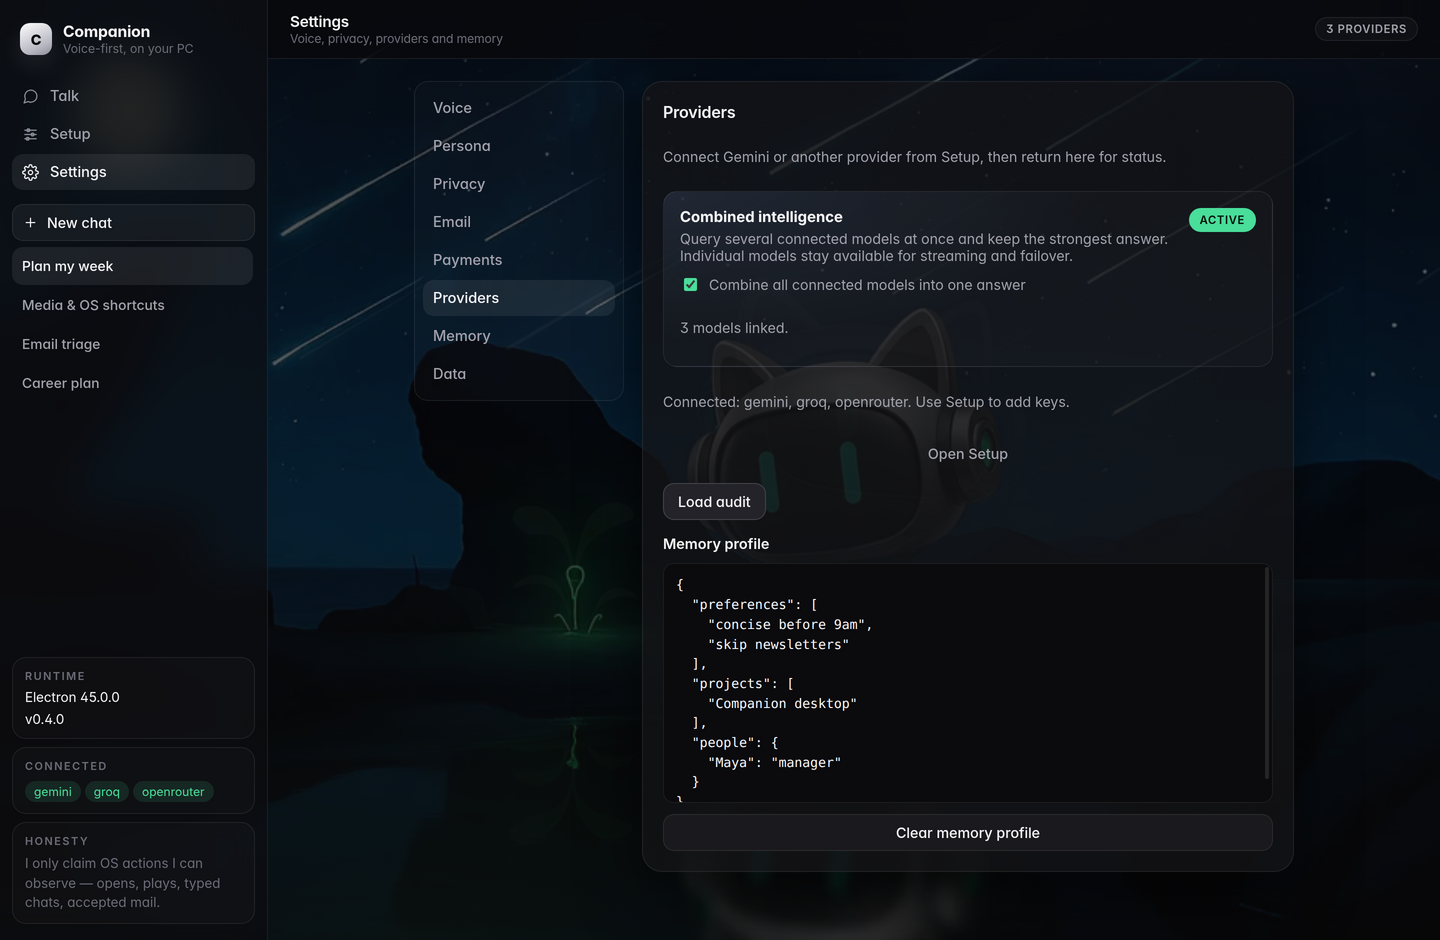 C
Companion
Voice-first, on your PC
Talk
Setup
Settings
New chat
Plan my week
Media & OS shortcuts
Email triage
Career plan
RUNTIME
Electron 45.0.0
v0.4.0
CONNECTED
gemini groq openrouter
HONESTY
I only claim OS actions I can
observe — opens, plays, typed
chats, accepted mail.
Settings
Voice, privacy, providers and memory
3 PROVIDERS
Voice
Persona
Privacy
Email
Payments
Providers
Memory
Data
Providers
Connect Gemini or another provider from Setup, then return here for status.
Combined intelligence
ACTIVE
Query several connected models at once and keep the strongest answer.
Individual models stay available for streaming and failover.
Combine all connected models into one answer
3 models linked.
Connected: gemini, groq, openrouter. Use Setup to add keys.
Open Setup
Load audit
Memory profile
{
  "preferences": [
    "concise before 9am",
    "skip newsletters"
  ],
  "projects": [
    "Companion desktop"
  ],
  "people": {
    "Maya": "manager"
  }
}
Clear memory profile